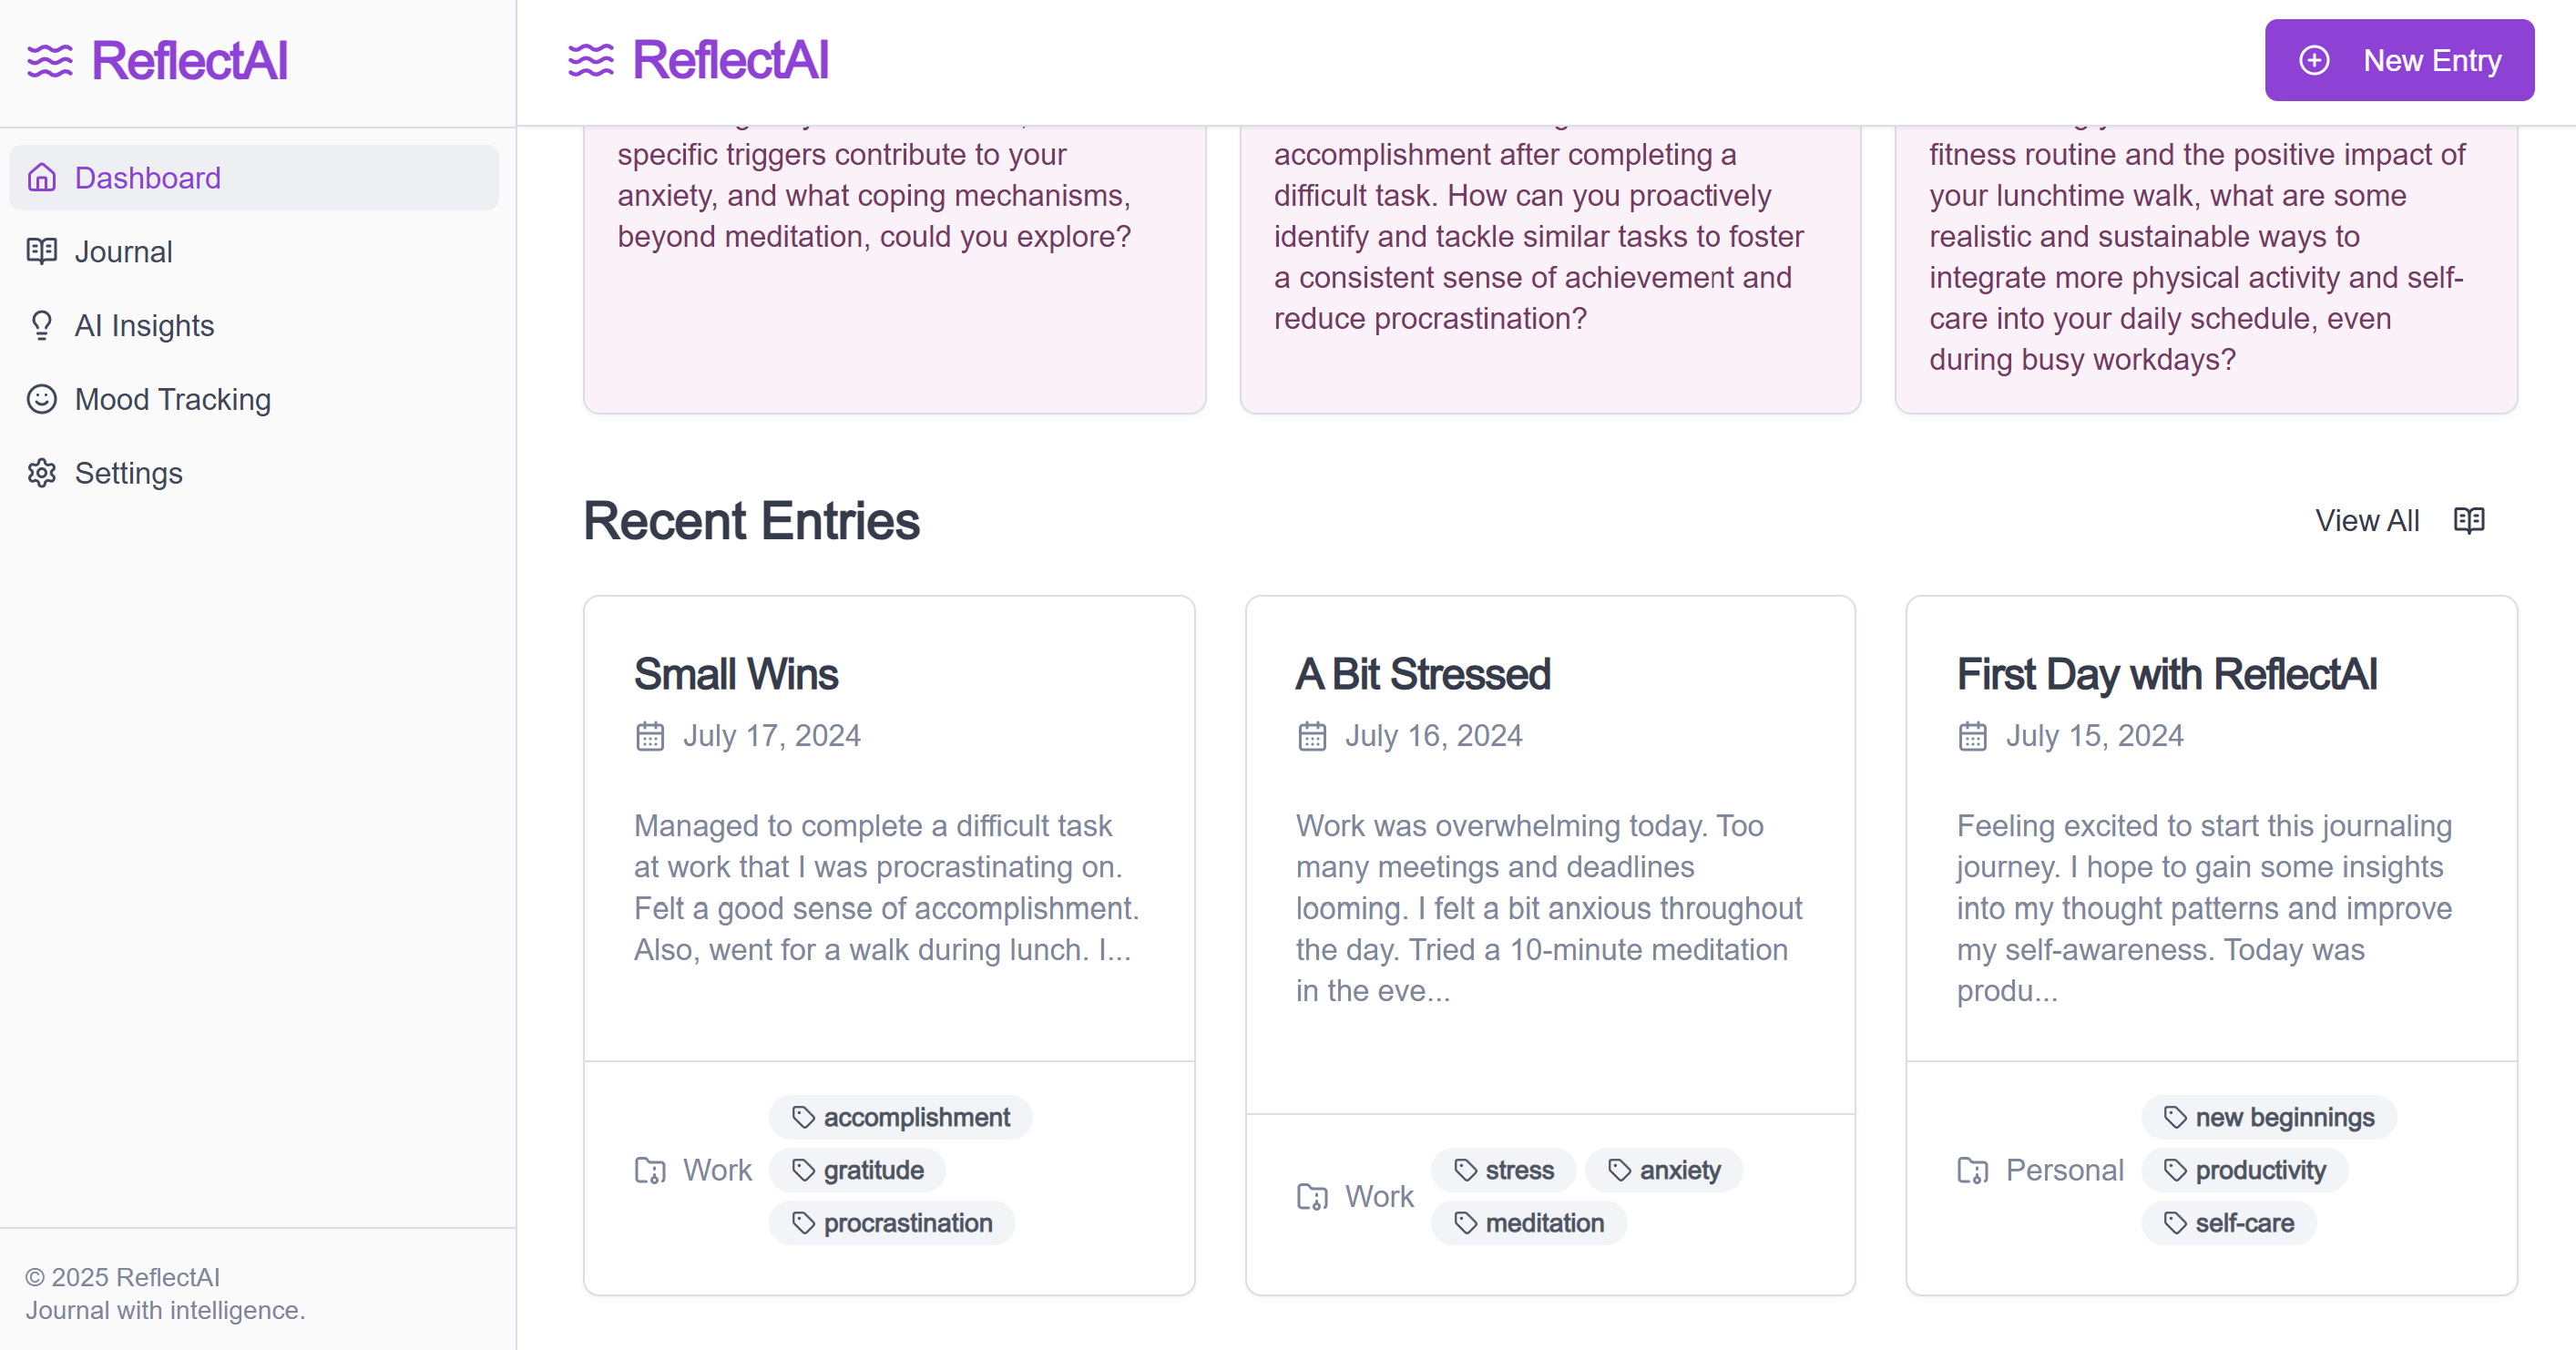 ReflectAI
Dashboard
Journal
AI Insights
Mood Tracking
Settings
© 2025 ReflectAI
Journal with intelligence.
ReflectAI
New Entry
specific triggers contribute to your
anxiety, and what coping mechanisms,
beyond meditation, could you explore?
accomplishment after completing a
difficult task. How can you proactively
identify and tackle similar tasks to foster
a consistent sense of achievement and
reduce procrastination?
fitness routine and the positive impact of
your lunchtime walk, what are some
realistic and sustainable ways to
integrate more physical activity and self-
care into your daily schedule, even
during busy workdays?
Recent Entries
View All
Small Wins
July 17, 2024
Managed to complete a difficult task
at work that I was procrastinating on.
Felt a good sense of accomplishment.
Also, went for a walk during lunch. I...
Work
accomplishment
gratitude
procrastination
A Bit Stressed
July 16, 2024
Work was overwhelming today. Too
many meetings and deadlines
looming. I felt a bit anxious throughout
the day. Tried a 10-minute meditation
in the eve...
Work
stress
anxiety
meditation
First Day with ReflectAI
July 15, 2024
Feeling excited to start this journaling
journey. I hope to gain some insights
into my thought patterns and improve
my self-awareness. Today was
produ...
Personal
new beginnings
productivity
self-care